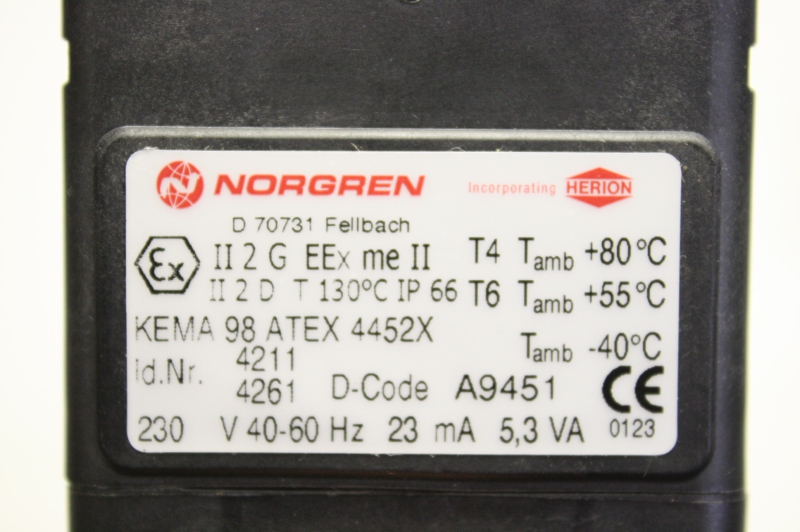 NORGREN Incorporating HERION
D 70731 Fellbach
Ex II 2 G EEx me II T4 Tamb +80°C
II 2 D T 130°C IP 66 T6 Tamb +55°C
KEMA 98 ATEX 4452X Tamb -40°C
Id.Nr. 4211
4261 D-Code A9451 CE
230 V 40-60 Hz 23 mA 5,3 VA 0123